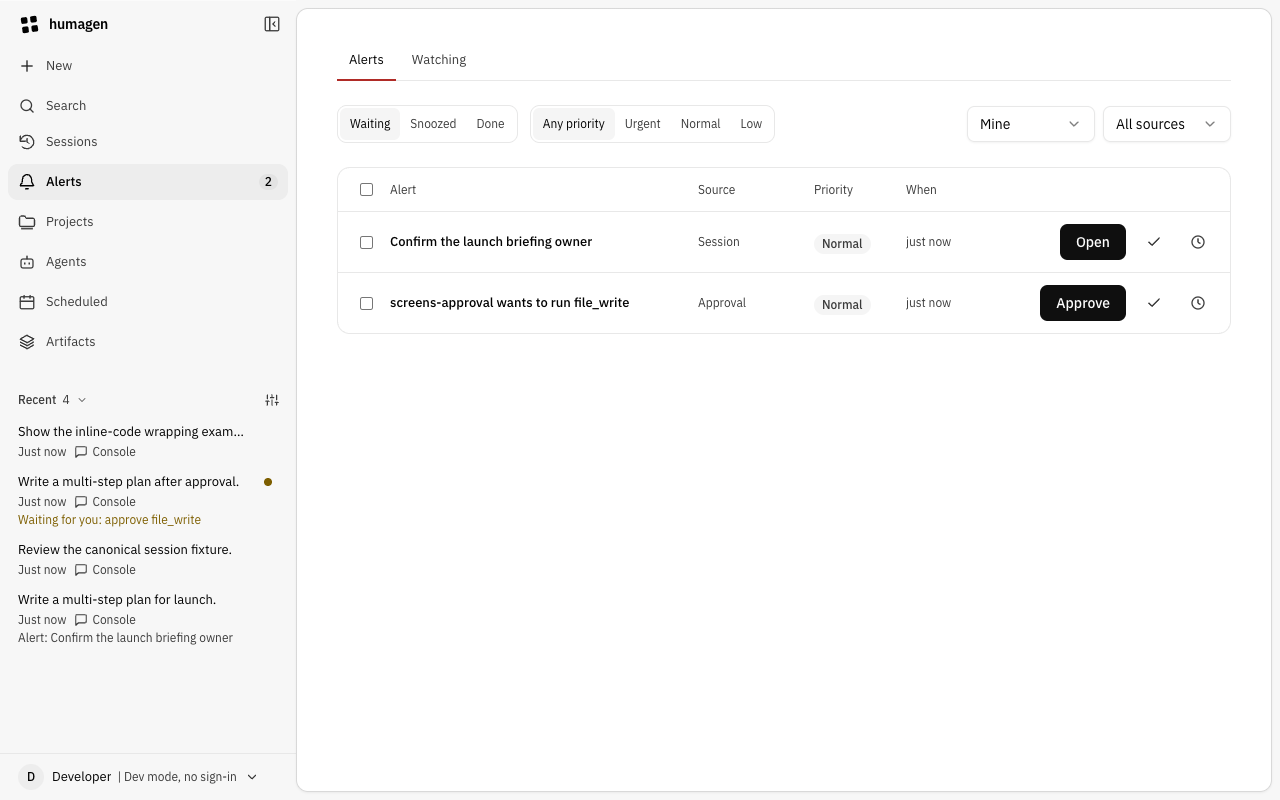 humagen
New
Search
Sessions
Alerts 2
Projects
Agents
Scheduled
Artifacts
Recent 4
Show the inline-code wrapping exam...
Just now Console
Write a multi-step plan after approval.
Just now Console
Waiting for you: approve file_write
Review the canonical session fixture.
Just now Console
Write a multi-step plan for launch.
Just now Console
Alert: Confirm the launch briefing owner
D Developer | Dev mode, no sign-in
Alerts Watching
Waiting Snoozed Done Any priority Urgent Normal Low Mine All sources
Alert Source Priority When
Confirm the launch briefing owner Session Normal just now Open
screens-approval wants to run file_write Approval Normal just now Approve